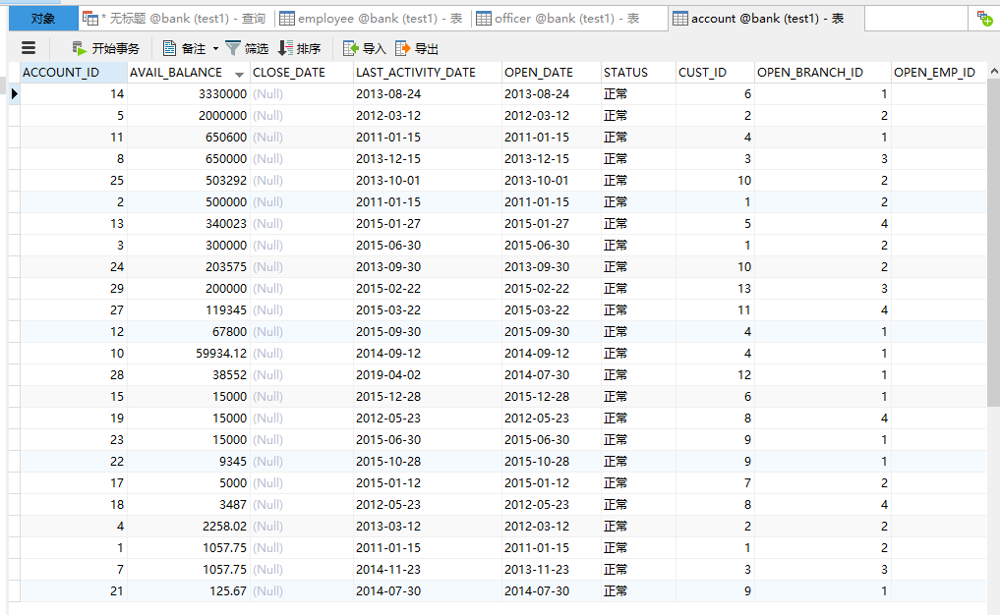 对象 * 无标题 @bank (test1) - 查询 employee @bank (test1) - 表 officer @bank (test1) - 表 account @bank (test1) - 表
开始事务 备注 筛选 排序 导入 导出
ACCOUNT_ID AVAIL_BALANCE CLOSE_DATE LAST_ACTIVITY_DATE OPEN_DATE STATUS CUST_ID OPEN_BRANCH_ID OPEN_EMP_ID
14 3330000 (Null) 2013-08-24 2013-08-24 正常 6 1
5 2000000 (Null) 2012-03-12 2012-03-12 正常 2 2
11 650600 (Null) 2011-01-15 2011-01-15 正常 4 1
8 650000 (Null) 2013-12-15 2013-12-15 正常 3 3
25 503292 (Null) 2013-10-01 2013-10-01 正常 10 2
2 500000 (Null) 2011-01-15 2011-01-15 正常 1 2
13 340023 (Null) 2015-01-27 2015-01-27 正常 5 4
3 300000 (Null) 2015-06-30 2015-06-30 正常 1 2
24 203575 (Null) 2013-09-30 2013-09-30 正常 10 2
29 200000 (Null) 2015-02-22 2015-02-22 正常 13 3
27 119345 (Null) 2015-03-22 2015-03-22 正常 11 4
12 67800 (Null) 2015-09-30 2015-09-30 正常 4 1
10 59934.12 (Null) 2014-09-12 2014-09-12 正常 4 1
28 38552 (Null) 2019-04-02 2014-07-30 正常 12 1
15 15000 (Null) 2015-12-28 2015-12-28 正常 6 1
19 15000 (Null) 2012-05-23 2012-05-23 正常 8 4
23 15000 (Null) 2015-06-30 2015-06-30 正常 9 1
22 9345 (Null) 2015-10-28 2015-10-28 正常 9 1
17 5000 (Null) 2015-01-12 2015-01-12 正常 7 2
18 3487 (Null) 2012-05-23 2012-05-23 正常 8 4
4 2258.02 (Null) 2013-03-12 2012-03-12 正常 2 2
1 1057.75 (Null) 2011-01-15 2011-01-15 正常 1 2
7 1057.75 (Null) 2014-11-23 2013-11-23 正常 3 3
21 125.67 (Null) 2014-07-30 2014-07-30 正常 9 1